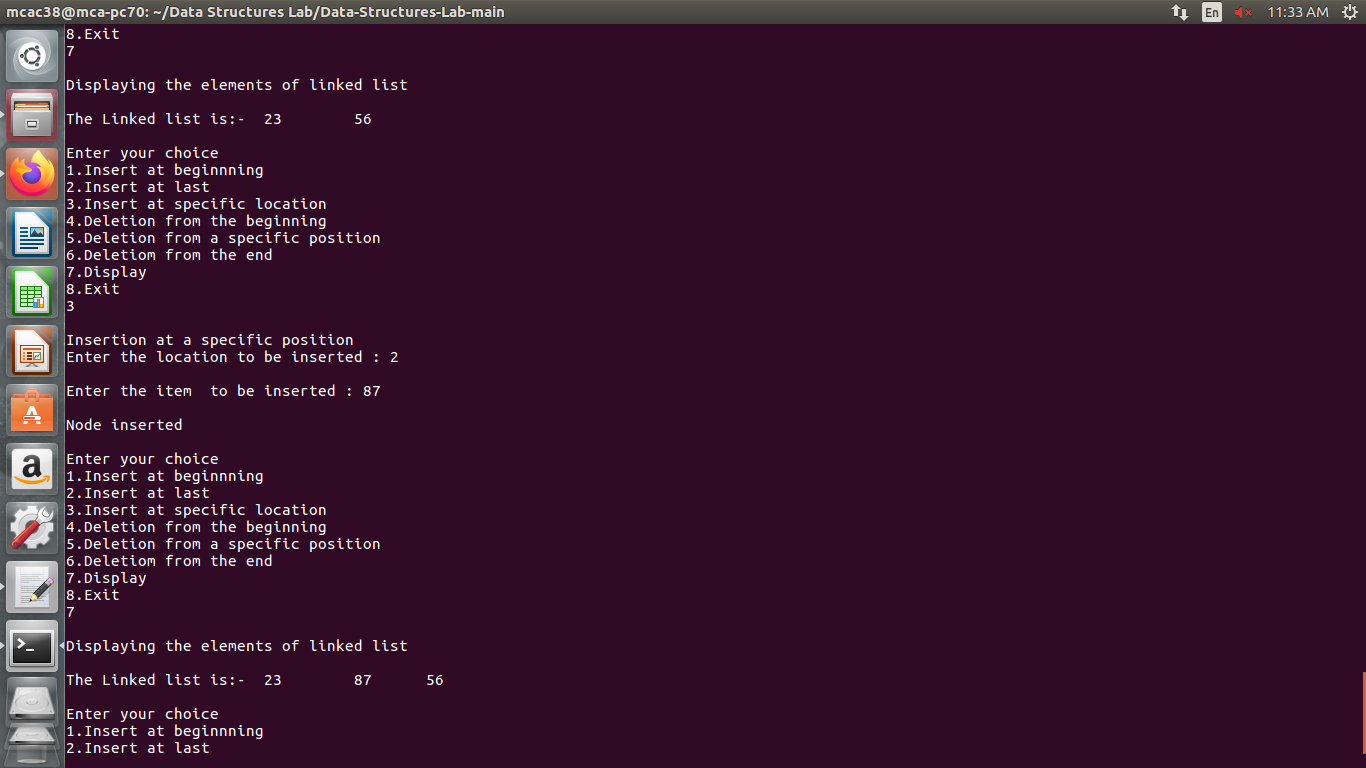 mcac38@mca-pc70: ~/Data Structures Lab/Data-Structures-Lab-main
En
11:33 AM
8.Exit
7
Displaying the elements of linked list
The Linked list is:-  23        56
Enter your choice
1.Insert at beginnning
2.Insert at last
3.Insert at specific location
4.Deletion from the beginning
5.Deletion from a specific position
6.Deletiom from the end
7.Display
8.Exit
3
Insertion at a specific position
Enter the location to be inserted : 2
Enter the item  to be inserted : 87
Node inserted
Enter your choice
1.Insert at beginnning
2.Insert at last
3.Insert at specific location
4.Deletion from the beginning
5.Deletion from a specific position
6.Deletiom from the end
7.Display
8.Exit
7
Displaying the elements of linked list
The Linked list is:-  23        87      56
Enter your choice
1.Insert at beginnning
2.Insert at last